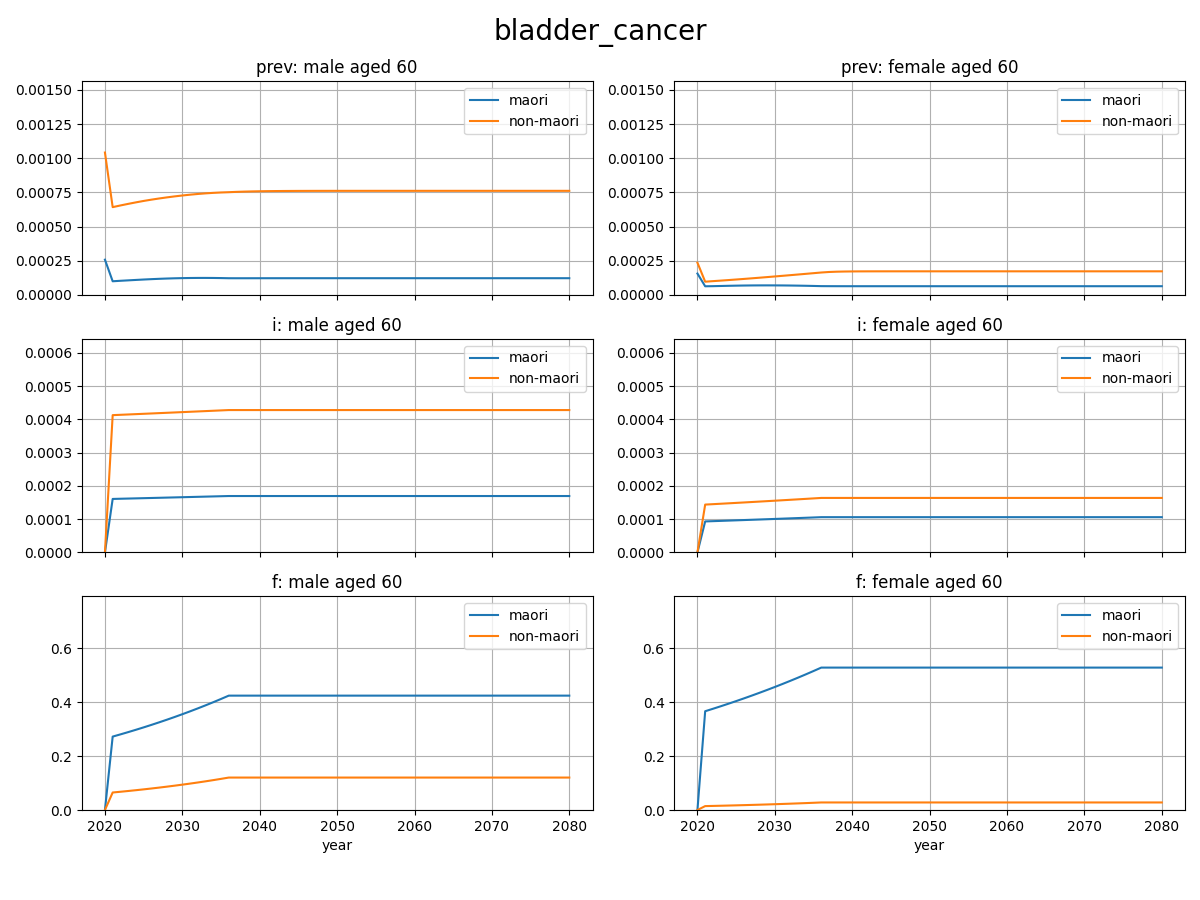 bladder_cancer
prev: male aged 60
0.00150
0.00125
0.00100
0.00075
0.00050
0.00025
0.00000
maori
non-maori
prev: female aged 60
0.00150
0.00125
0.00100
0.00075
0.00050
0.00025
0.00000
maori
non-maori
i: male aged 60
0.0006
0.0005
0.0004
0.0003
0.0002
0.0001
0.0000
maori
non-maori
i: female aged 60
0.0006
0.0005
0.0004
0.0003
0.0002
0.0001
0.0000
maori
non-maori
f: male aged 60
0.6
0.4
0.2
0.0
maori
non-maori
2020 2030 2040 2050 2060 2070 2080
year
f: female aged 60
0.6
0.4
0.2
0.0
maori
non-maori
2020 2030 2040 2050 2060 2070 2080
year